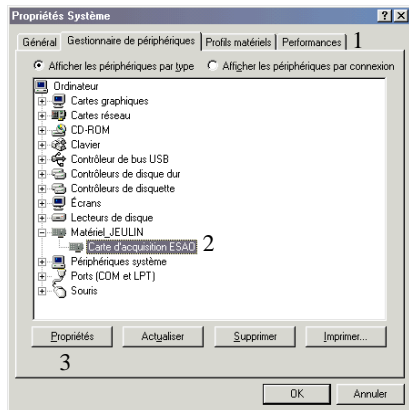 Propriétés Système
Général Gestionnaire de périphériques Profils matériels Performances 1
Afficher les périphériques par type Afficher les périphériques par connexion
Ordinateur
Cartes graphiques
Cartes réseau
CD-ROM
Clavier
Contrôleur de bus USB
Contrôleurs de disque dur
Contrôleurs de disquette
Écrans
Lecteurs de disque
Matériel_JEULIN
Carte d'acquisition ESAO 2
Périphériques système
Ports (COM et LPT)
Souris
Propriétés Actualiser Supprimer Imprimer...
3
OK Annuler